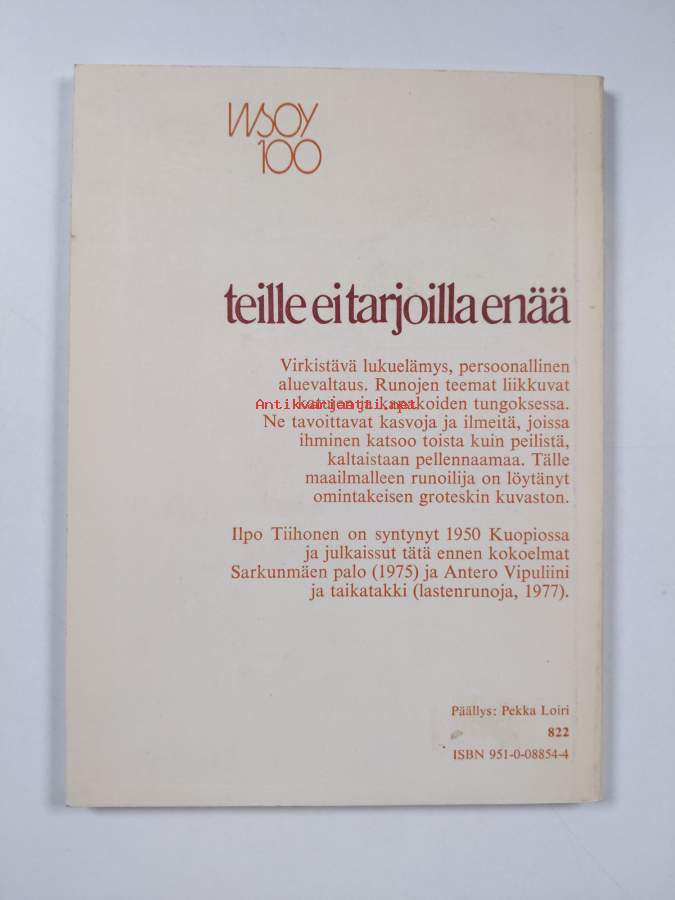 WSOY
100
teille ei tarjoilla enää
Virkistävä lukuelämys, persoonallinen
aluevaltaus. Runojen teemat liikkuvat
katujen ja kapakoiden tungoksessa.
Antikvariaatti.net
Ne tavoittavat kasvoja ja ilmeitä, joissa
ihminen katsoo toista kuin peilistä,
kaltaistaan pellennaamaa. Tälle
maailmalleen runoilija on löytänyt
omintakeisen groteskin kuvaston.
Ilpo Tiihonen on syntynyt 1950 Kuopiossa
ja julkaissut tätä ennen kokoelmat
Sarkunmäen palo (1975) ja Antero Vipuliini
ja taikatakki (lastenrunoja, 1977).
Päällys: Pekka Loiri
822
ISBN 951-0-08854-4